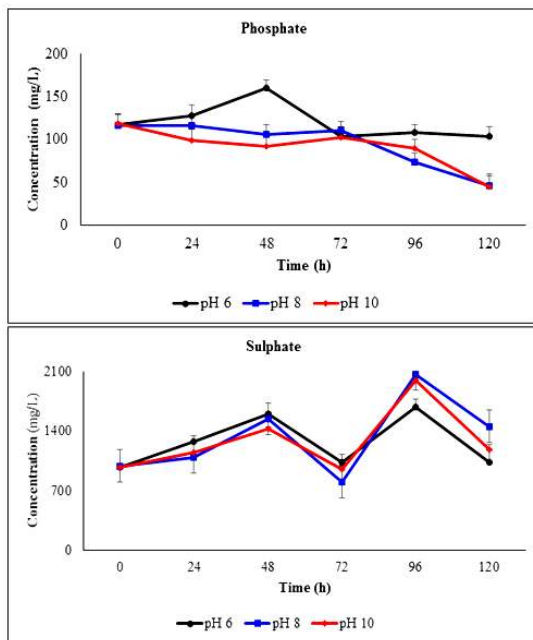 Phosphate
Concentration (mg/L)
200
150
100
50
0
0 24 48 72 96 120
Time (h)
pH 6 pH 8 pH 10
Sulphate
Concentration (mg/L)
2100
1400
700
0
0 24 48 72 96 120
Time (h)
pH 6 pH 8 pH 10